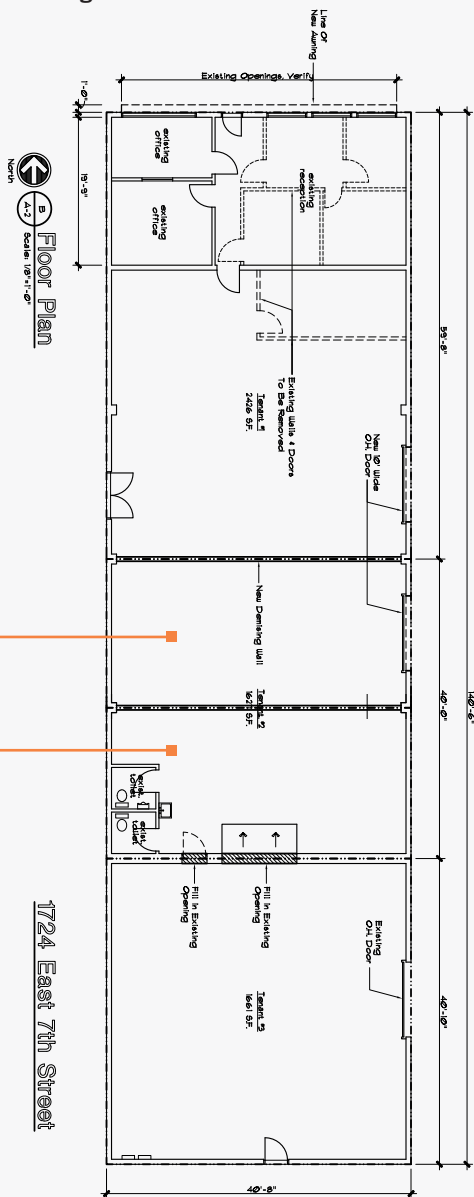 Line Of
New Awning
Existing Openings, Verify
1'-0"
19'-9"
existing
office
existing
office
existing
reception
North
B
A-2
Floor Plan
Scale: 1/8"=1'-0"
Existing Walls & Doors
To Be Removed
Tenant #1
2426 S.F.
New 10' Wide
O.H. Door
59'-8"
140'-6"
40'-0"
40'-10"
New Demising Wall
Tenant #2
S.F.
exist.
toilet
exist.
toilet
Fill In Existing
Opening
Fill In Existing
Opening
Existing
O.H. Door
Tenant #3
1661 S.F.
40'-8"
1724 East 7th Street